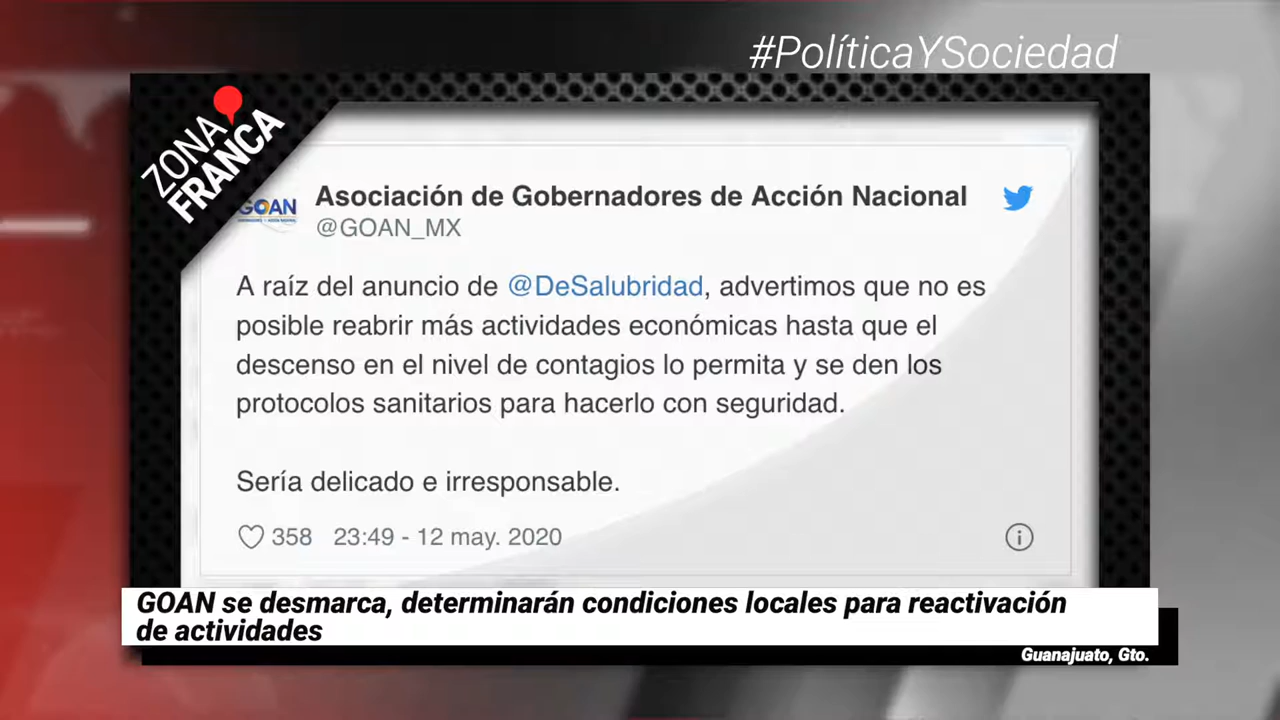 #PolíticaYSociedad
ZONA
FRANCA
GOAN
Asociación de Gobernadores de Acción Nacional
@GOAN_MX
A raíz del anuncio de @DeSalubridad, advertimos que no es
posible reabrir más actividades económicas hasta que el
descenso en el nivel de contagios lo permita y se den los
protocolos sanitarios para hacerlo con seguridad.
Sería delicado e irresponsable.
358 23:49 - 12 may. 2020
GOAN se desmarca, determinarán condiciones locales para reactivación
de actividades
Guanajuato, Gto.